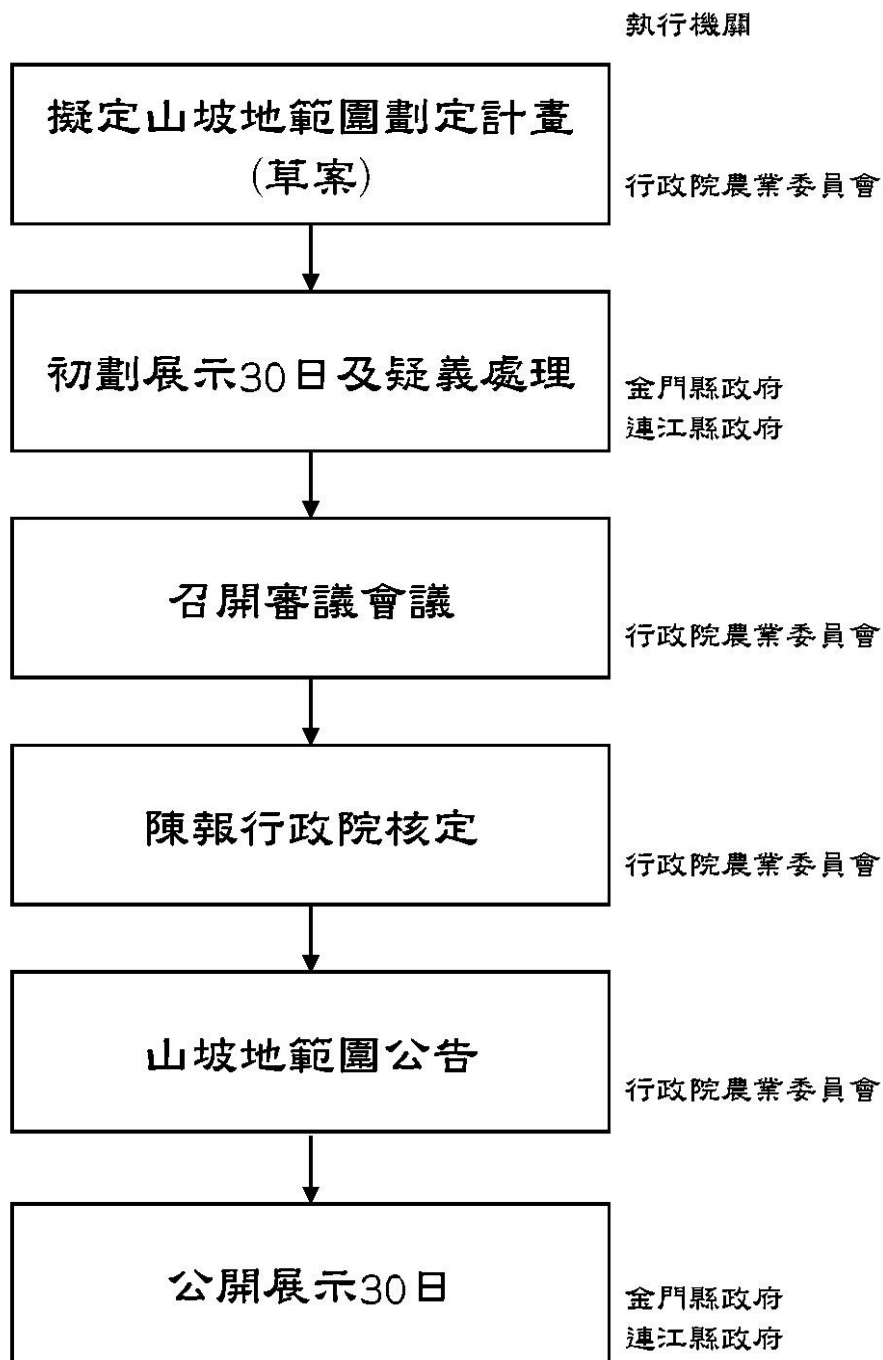 執行機關
擬定山坡地範圍劃定計畫
(草案)
行政院農業委員會
初劃展示30日及疑義處理
金門縣政府
連江縣政府
召開審議會議
行政院農業委員會
陳報行政院核定
行政院農業委員會
山坡地範圍公告
行政院農業委員會
公開展示30日
金門縣政府
連江縣政府